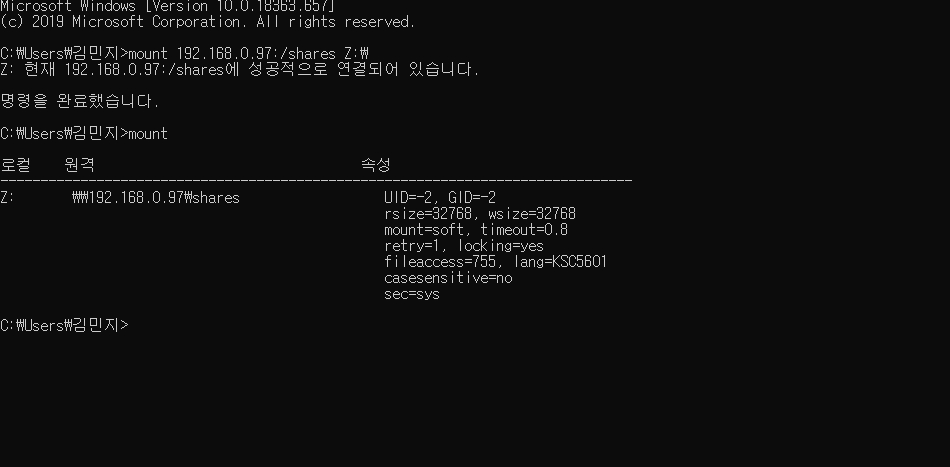 Microsoft Windows [Version 10.0.18363.657]
(c) 2019 Microsoft Corporation. All rights reserved.
C:₩Users₩김민지>mount 192.168.0.97:/shares Z:₩
Z: 현재 192.168.0.97:/shares에 성공적으로 연결되어 있습니다.
명령을 완료했습니다.
C:₩Users₩김민지>mount
로컬 원격 속성
-------------------------------------------------------------------------------
Z: ₩₩192.168.0.97₩shares UID=-2, GID=-2
rsize=32768, wsize=32768
mount=soft, timeout=0.8
retry=1, locking=yes
fileaccess=755, lang=KSC5601
casesensitive=no
sec=sys
C:₩Users₩김민지>